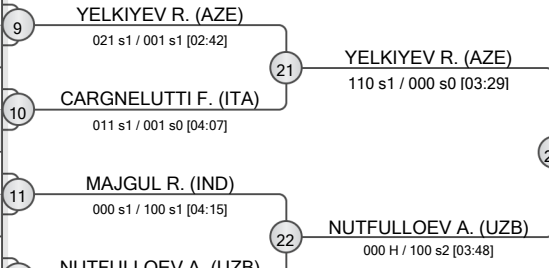 9
YELKIYEV R. (AZE)
021 s1 / 001 s1 [02:42]
21
YELKIYEV R. (AZE)
110 s1 / 000 s0 [03:29]
10
CARGNELUTTI F. (ITA)
011 s1 / 001 s0 [04:07]
11
MAJGUL R. (IND)
000 s1 / 100 s1 [04:15]
22
NUTFULLOEV A. (UZB)
000 H / 100 s2 [03:48]
NUTFULLOEV A. (UZB)